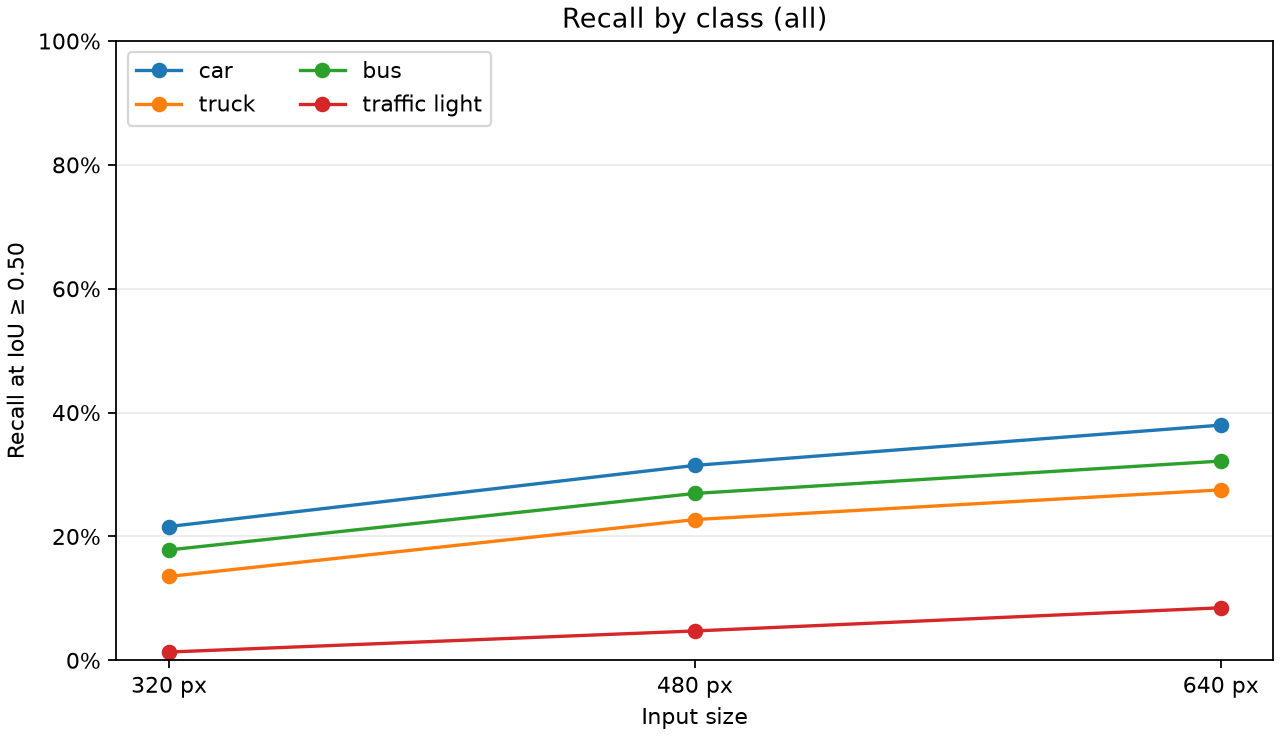 Recall by class (all)
100%
80%
60%
40%
20%
0%
Recall at IoU ≥ 0.50
car
truck
bus
traffic light
320 px
480 px
640 px
Input size